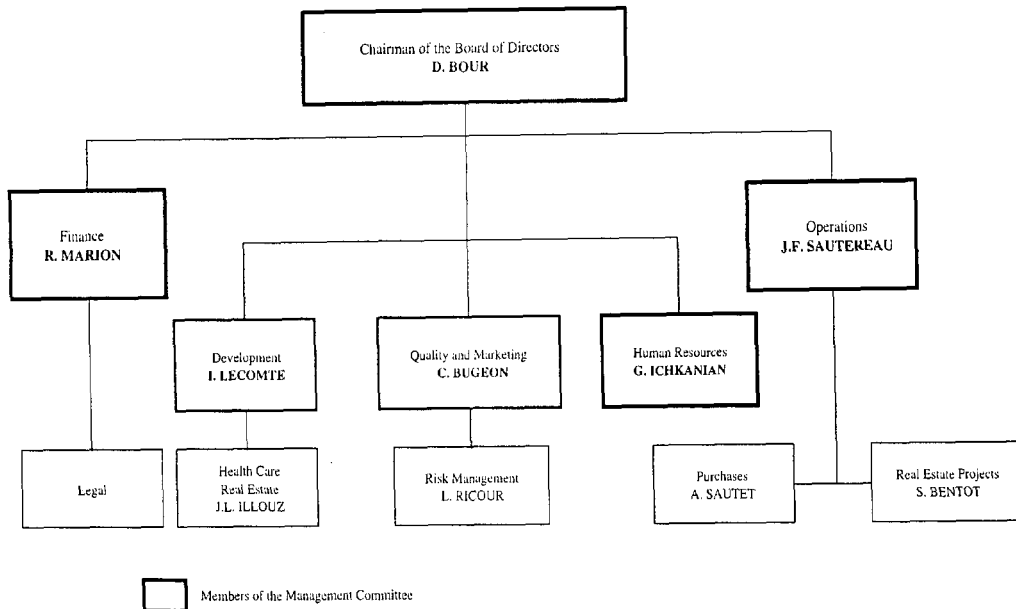 Chairman of the Board of Directors
D. BOUR
Finance
R. MARION
Operations
J.F. SAUTEREAU
Development
I. LECOMTE
Quality and Marketing
C. BUGEON
Human Resources
G. ICHKANIAN
Legal
Health Care
Real Estate
J.L. ILLOUZ
Risk Management
L. RICOUR
Purchases
A. SAUTET
Real Estate Projects
S. BENTOT
Members of the Management Committee